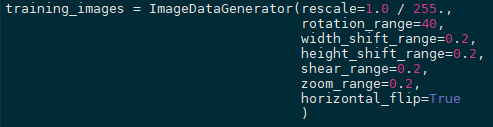 training_images = ImageDataGenerator(rescale=1.0 / 255.,
rotation_range=40,
width_shift_range=0.2,
height_shift_range=0.2,
shear_range=0.2,
zoom_range=0.2,
horizontal_flip=True
)